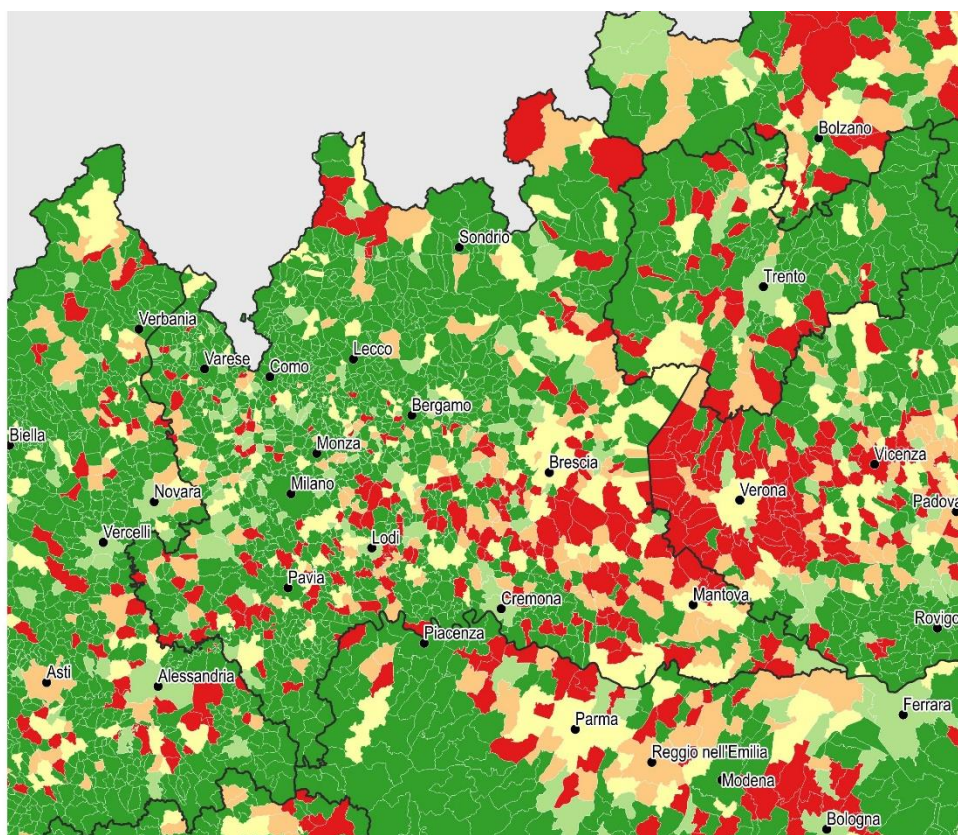 Bolzano
Sondrio
Trento
Verbania
Varese
Como
Lecco
Bergamo
Biella
Monza
Brescia
Vicenza
Milano
Verona
Novara
Padova
Vercelli
Lodi
Pavia
Cremona
Mantova
Rovigo
Piacenza
Asti
Alessandria
Ferrara
Parma
Reggio nell'Emilia
Modena
Bologna